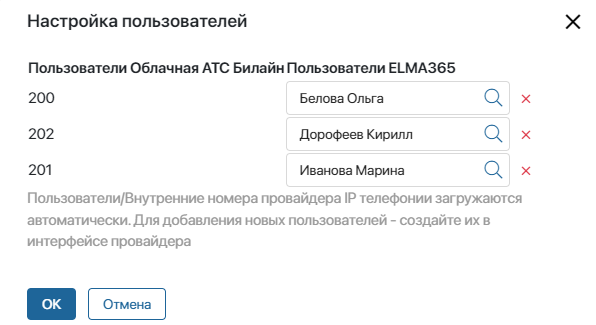 Настройка пользователей
Пользователи Облачная АТС Билайн Пользователи ELMA365
200 Белова Ольга
202 Дорофеев Кирилл
201 Иванова Марина
Пользователи/Внутренние номера провайдера IP телефонии загружаются
автоматически. Для добавления новых пользователей - создайте их в
интерфейсе провайдера
ОК Отмена